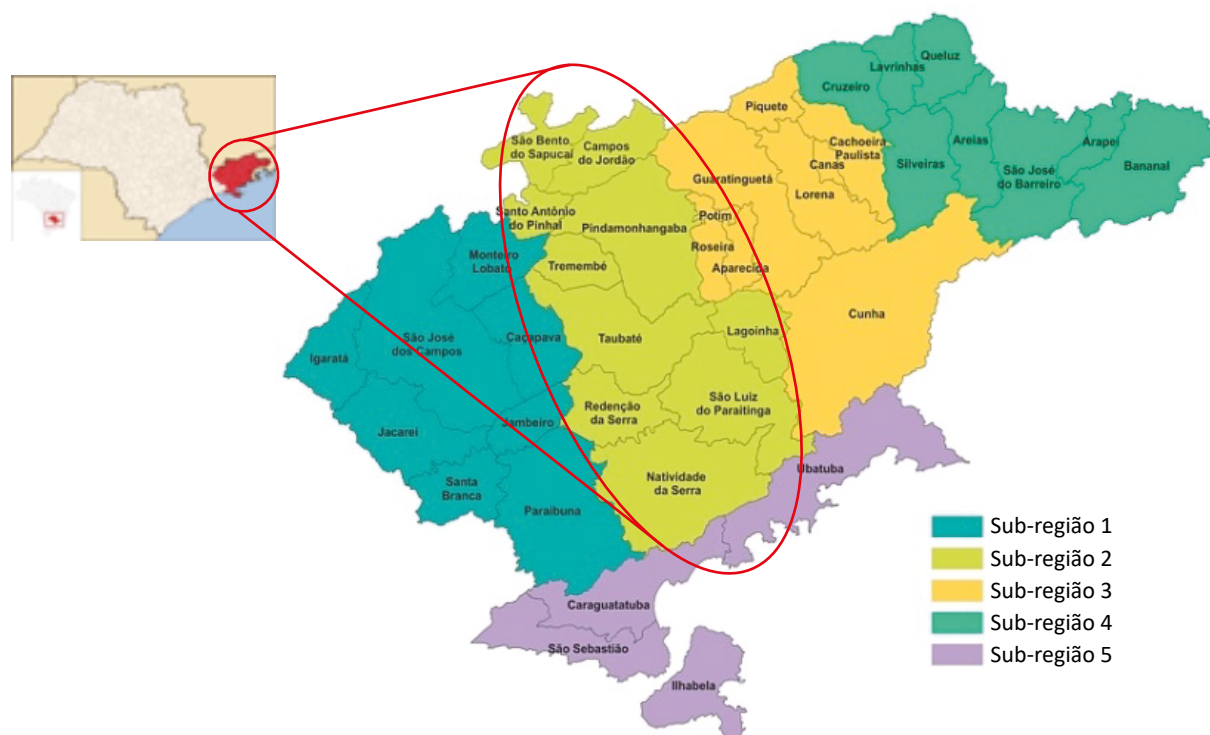 Queluz
Lavrinhas
Cruzeiro
Piquete
São Bento
do Sapucaí
Campos
do Jordão
Cachoeira
Paulista
Canas
Silveiras
Areias
Arapeí
Bananal
São José
do Barreiro
Guaratinguetá
Lorena
Santo Antônio
do Pinhal
Pindamonhangaba
Potim
Roseira
Aparecida
Monteiro
Lobato
Tremembé
Cunha
Igaratá
São José
dos Campos
Caçapava
Taubaté
Lagoinha
Redenção
da Serra
São Luiz
do Paraitinga
Jacareí
Jambeiro
Santa
Branca
Paraibuna
Natividade
da Serra
Ubatuba
Caraguatatuba
São Sebastião
Ilhabela
Sub-região 1
Sub-região 2
Sub-região 3
Sub-região 4
Sub-região 5